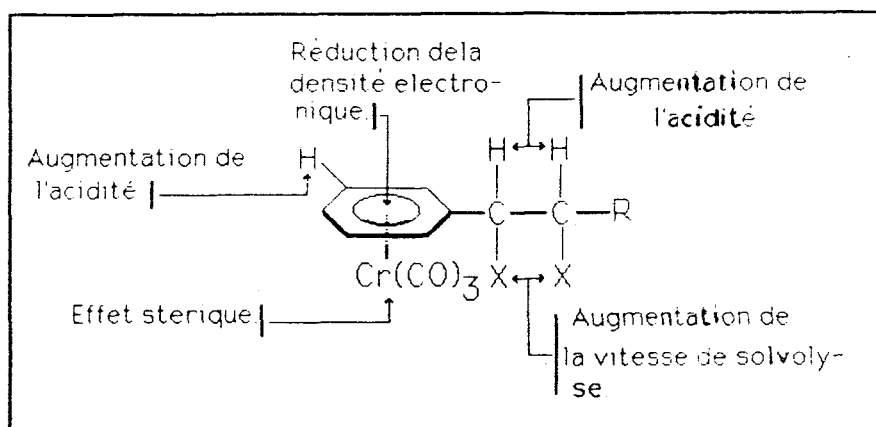 Réduction dela
densité electro-
nique.
Augmentation de
l'acidité
Augmentation de
l'acidité
H
H H
C C R
Cr(CO)3 X X
Effet sterique
Augmentation de
la vitesse de solvoly-
se